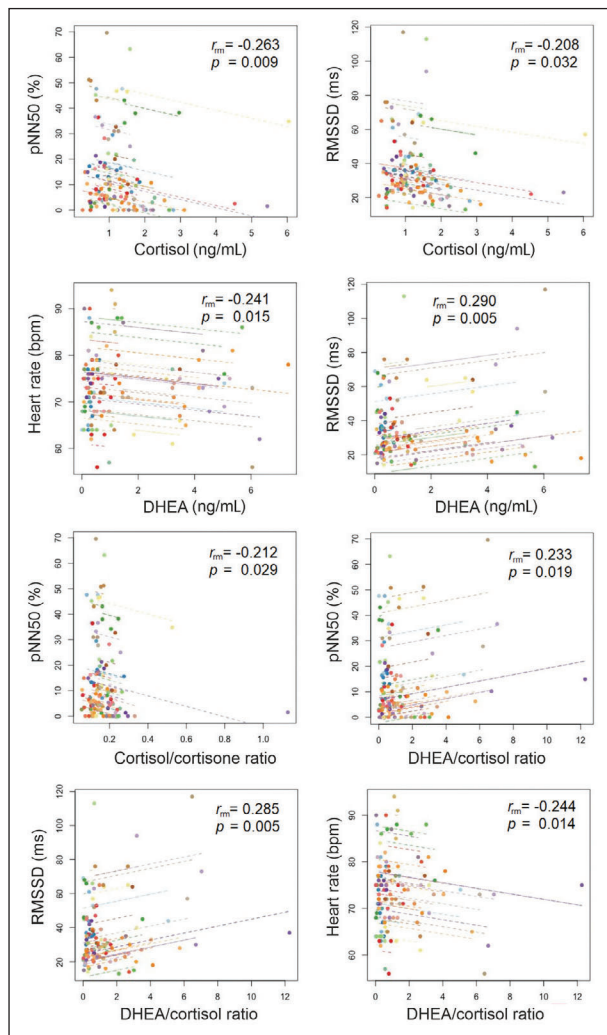 r_rm= -0.263
p = 0.009
pNN50 (%)
70
60
50
40
30
20
10
0
1 2 3 4 5 6
Cortisol (ng/mL)
r_rm= -0.208
p = 0.032
RMSSD (ms)
120
100
80
60
40
20
1 2 3 4 5 6
Cortisol (ng/mL)
r_rm= -0.241
p = 0.015
Heart rate (bpm)
90
80
70
60
0 1 2 3 4 5 6 7
DHEA (ng/mL)
r_rm= 0.290
p = 0.005
RMSSD (ms)
120
100
80
60
40
20
0 2 4 6
DHEA (ng/mL)
r_rm= -0.212
p = 0.029
pNN50 (%)
70
60
50
40
30
20
10
0
0.2 0.4 0.6 0.8 1.0
Cortisol/cortisone ratio
r_rm= 0.233
p = 0.019
pNN50 (%)
70
60
50
40
30
20
10
0
0 2 4 6 8 10 12
DHEA/cortisol ratio
r_rm= 0.285
p = 0.005
RMSSD (ms)
120
100
80
60
40
20
0 2 4 6 8 10 12
DHEA/cortisol ratio
r_rm= -0.244
p = 0.014
Heart rate (bpm)
90
80
70
60
0 2 4 6 8 10 12
DHEA/cortisol ratio